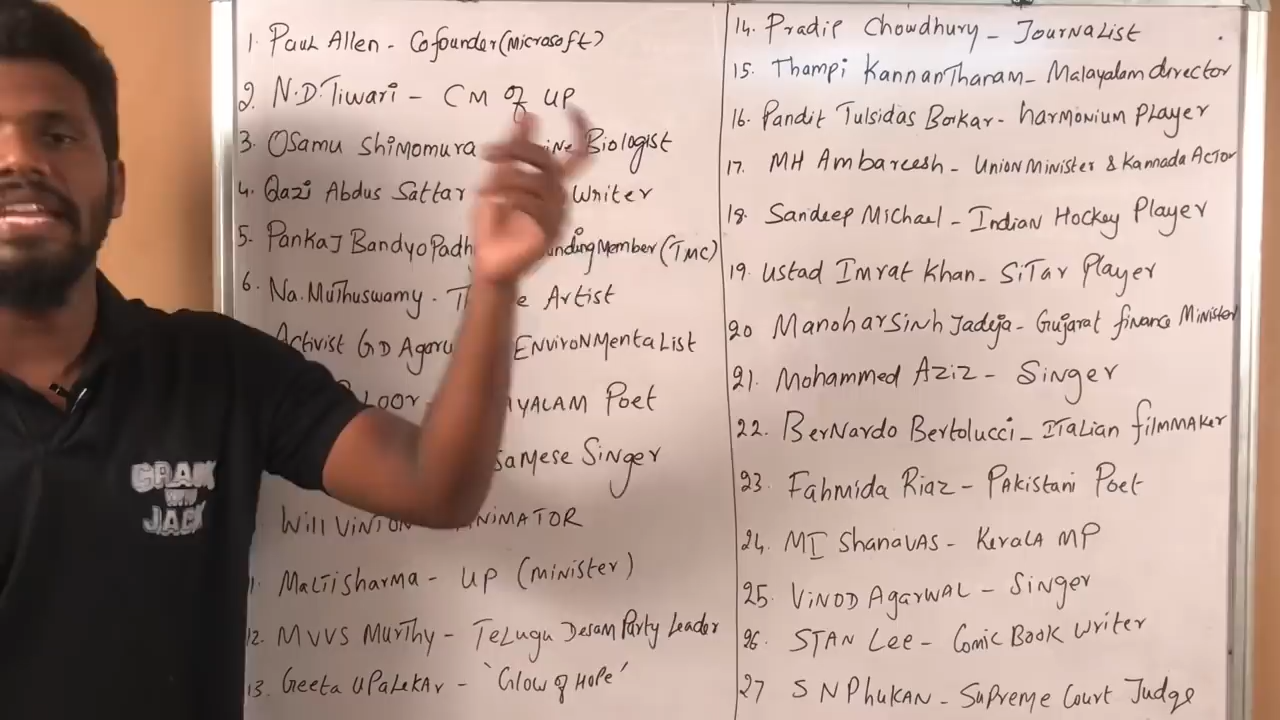 1. Paul Allen - Cofounder (Microsoft)
2. N.D.Tiwari - CM of UP
3. Osamu Shimomura Biologist
4. Qazi Abdus Sattar Writer
5. Pankaj Bandyopadh Member (TMC)
6. Na. Muthuswamy - Artist
Activist GD Environmentalist
Poet
Singer
Will Vinton
Malti Sharma - UP (Minister)
12. MVVS Murthy - Telugu Desam Party Leader
13. Geeta Upalekar - 'Glow of Hope'
14. Pradip Chowdhury - Journalist
15. Thampi Kannanthanam - Malayalam director
16. Pandit Tulsidas Borkar - harmonium Player
17. MH Ambareesh - Union Minister & Kannada Actor
18. Sandeep Michael - Indian Hockey Player
19. Ustad Imrat Khan - Sitar Player
20 Manoharsinh Jadeja - Gujarat finance Minister
21. Mohammed Aziz - Singer
22. Bernardo Bertolucci - Italian filmmaker
23. Fahmida Riaz - Pakistani Poet
24. MI Shanavas - Kerala MP
25. Vinod Agarwal - Singer
26. Stan Lee - Comic Book Writer
27 S N Phukan - Supreme Court Judge
JACK